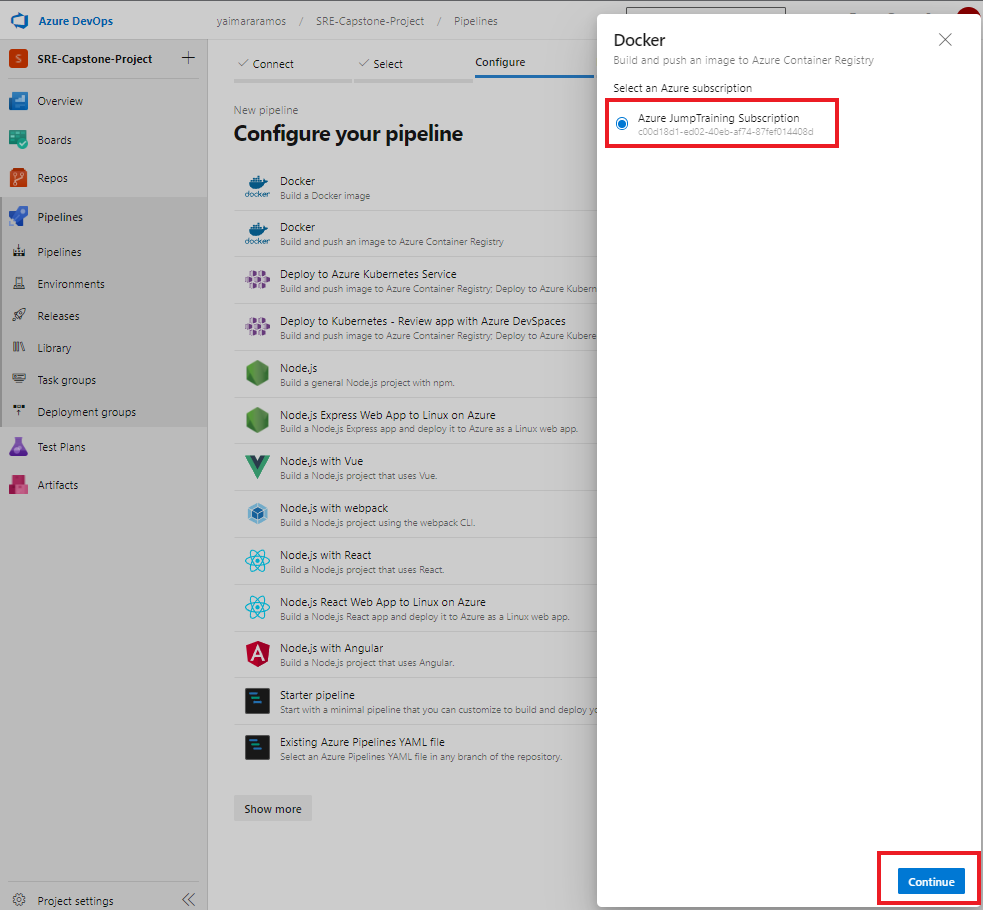 Azure DevOps
yaimararamos / SRE-Capstone-Project / Pipelines
S SRE-Capstone-Project
Overview
Boards
Repos
Pipelines
Pipelines
Environments
Releases
Library
Task groups
Deployment groups
Test Plans
Artifacts
Project settings
Connect
Select
Configure
New pipeline
Configure your pipeline
docker
Docker
Build a Docker image
docker
Docker
Build and push an image to Azure Container Registry
Deploy to Azure Kubernetes Service
Build and push image to Azure Container Registry; Deploy to Azure Kubern
Deploy to Kubernetes - Review app with Azure DevSpaces
Build and push image to Azure Container Registry; Deploy to Azure Kubere
Node.js
Build a general Node.js project with npm.
Node.js Express Web App to Linux on Azure
Build a Node.js Express app and deploy it to Azure as a Linux web app.
Node.js with Vue
Build a Node.js project that uses Vue.
Node.js with webpack
Build a Node.js project using the webpack CLI.
Node.js with React
Build a Node.js project that uses React.
Node.js React Web App to Linux on Azure
Build a Node.js React app and deploy it to Azure as a Linux web app.
Node.js with Angular
Build a Node.js project that uses Angular.
Starter pipeline
Start with a minimal pipeline that you can customize to build and deploy yo
Existing Azure Pipelines YAML file
Select an Azure Pipelines YAML file in any branch of the repository.
Show more
Docker
Build and push an image to Azure Container Registry
Select an Azure subscription
Azure JumpTraining Subscription
c00d18d1-ed02-40eb-af74-87fef014408d
Continue